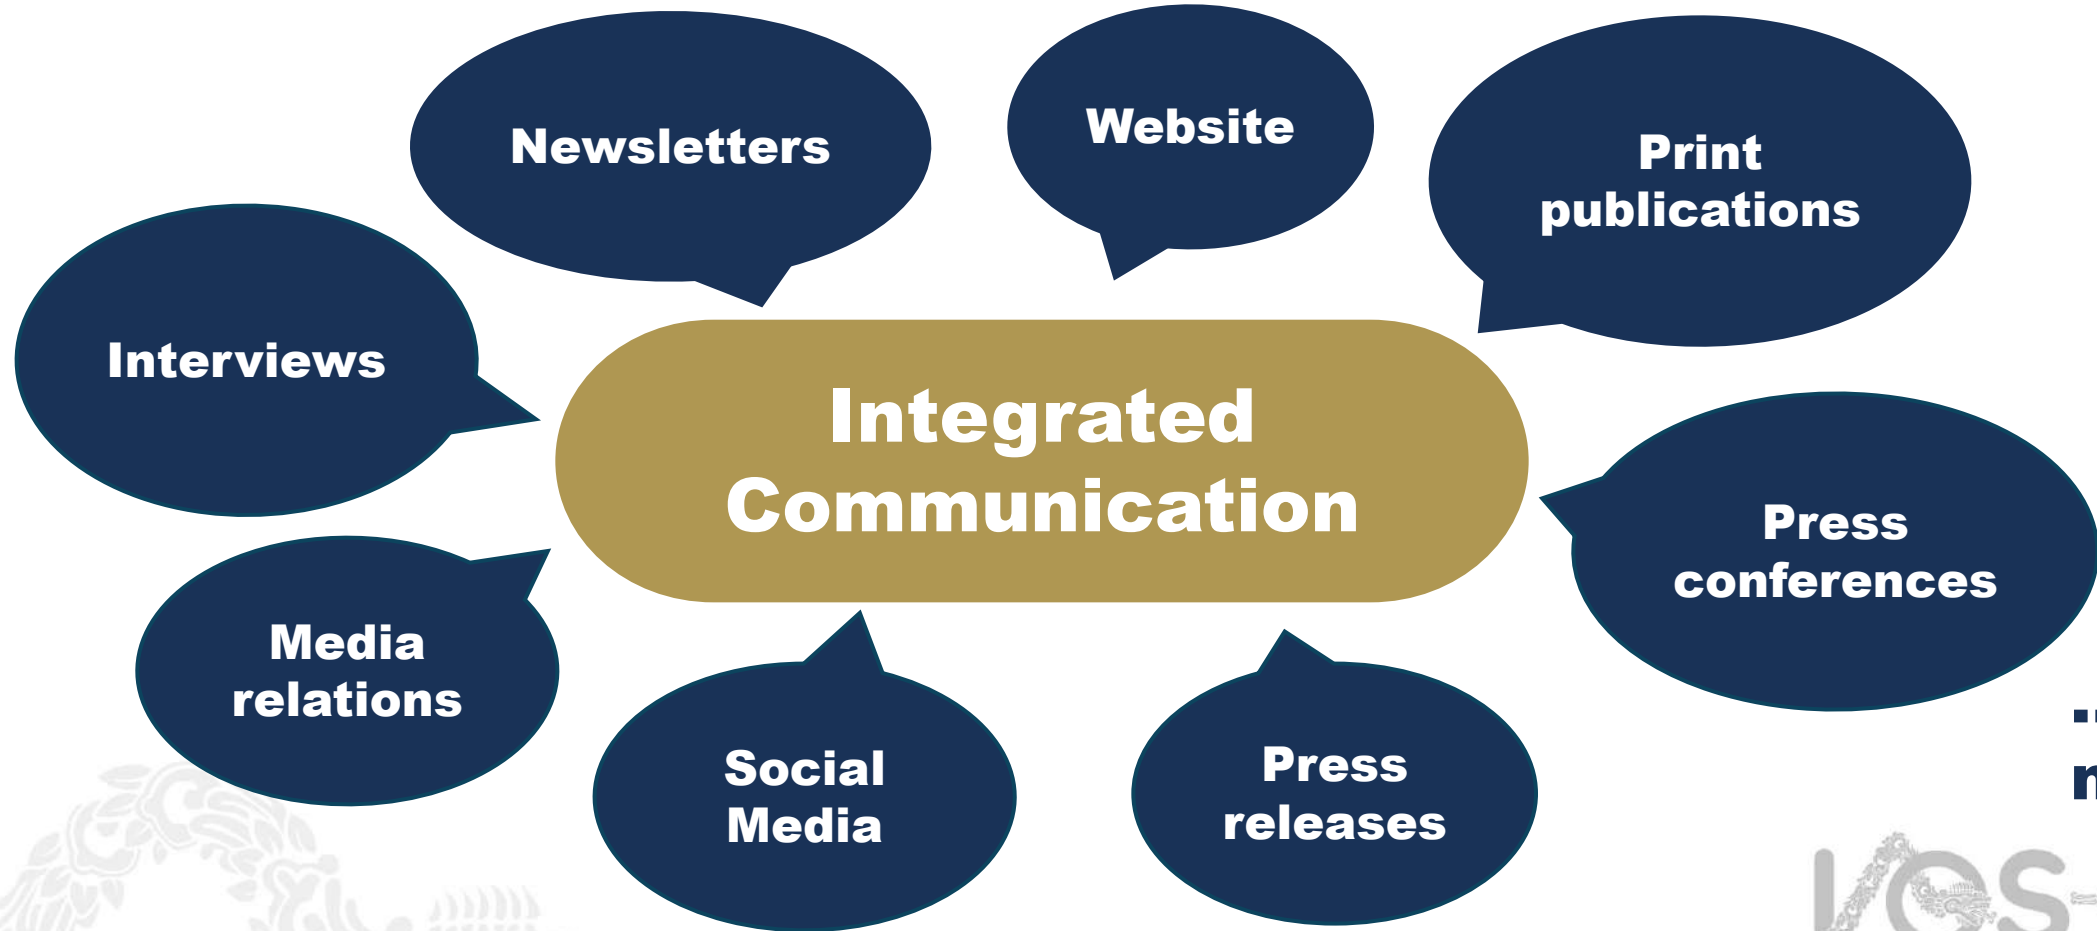 Newsletters
Website
Print
publications
Interviews
Integrated
Communication
Press
conferences
Media
relations
Social
Media
Press
releases